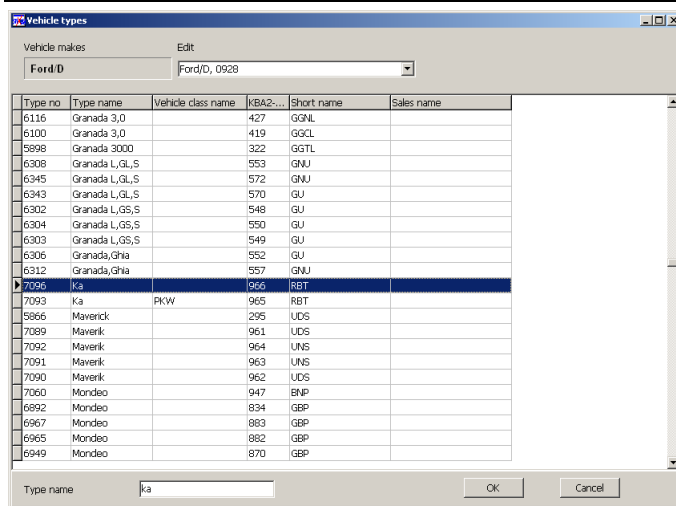 Vehicle types
Vehicle makes Edit
Ford/D Ford/D, 0928
Type no Type name Vehicle class name KBA2-... Short name Sales name
6116 Granada 3,0 427 GGNL
6100 Granada 3,0 419 GGCL
5898 Granada 3000 322 GGTL
6308 Granada L,GL,S 553 GNU
6345 Granada L,GL,S 572 GNU
6343 Granada L,GL,S 570 GU
6302 Granada L,GS,S 548 GU
6304 Granada L,GS,S 550 GU
6303 Granada L,GS,S 549 GU
6306 Granada,Ghia 552 GU
6312 Granada,Ghia 557 GNU
7096 Ka 966 RBT
7093 Ka PKW 965 RBT
5866 Maverick 295 UDS
7089 Maverik 961 UDS
7092 Maverik 964 UNS
7091 Maverik 963 UNS
7090 Maverik 962 UDS
7060 Mondeo 947 BNP
6892 Mondeo 834 GBP
6967 Mondeo 883 GBP
6965 Mondeo 882 GBP
6949 Mondeo 870 GBP
Type name ka OK Cancel